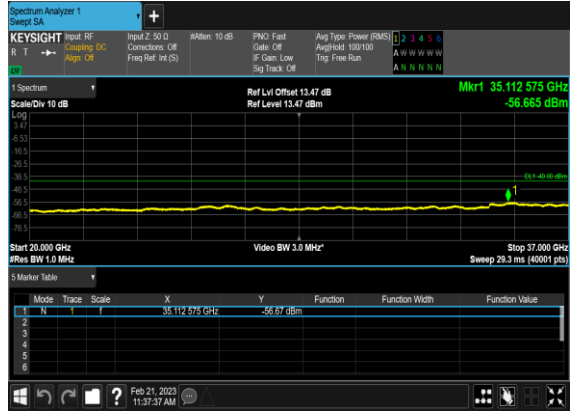 Spectrum Analyzer 1
Swept SA
+
KEYSIGHT
R T
LV
Input: RF
Coupling: DC
Align: Off
Input Z: 50 Ω
Corrections: Off
Freq Ref: Int (S)
#Atten: 10 dB
PNO: Fast
Gate: Off
IF Gain: Low
Sig Track: Off
Avg Type: Power (RMS)
Avg|Hold: 100/100
Trig: Free Run
1 2 3 4 5 6
A W W W W W
A N N N N N
1 Spectrum
Scale/Div 10 dB
Ref Lvl Offset 13.47 dB
Ref Level 13.47 dBm
Mkr1 35.112 575 GHz
-56.665 dBm
Log
3.47
-6.53
-16.5
-26.5
-36.5
-46.5
-56.5
-66.5
-76.5
DL1 -40.00 dBm
1
Start 20.000 GHz
#Res BW 1.0 MHz
Video BW 3.0 MHz*
Stop 37.000 GHz
Sweep 29.3 ms (40001 pts)
5 Marker Table
Mode Trace Scale X Y Function Function Width Function Value
1 N 1 f 35.112 575 GHz -56.67 dBm
2
3
4
5
6
?
Feb 21, 2023
11:37:37 AM